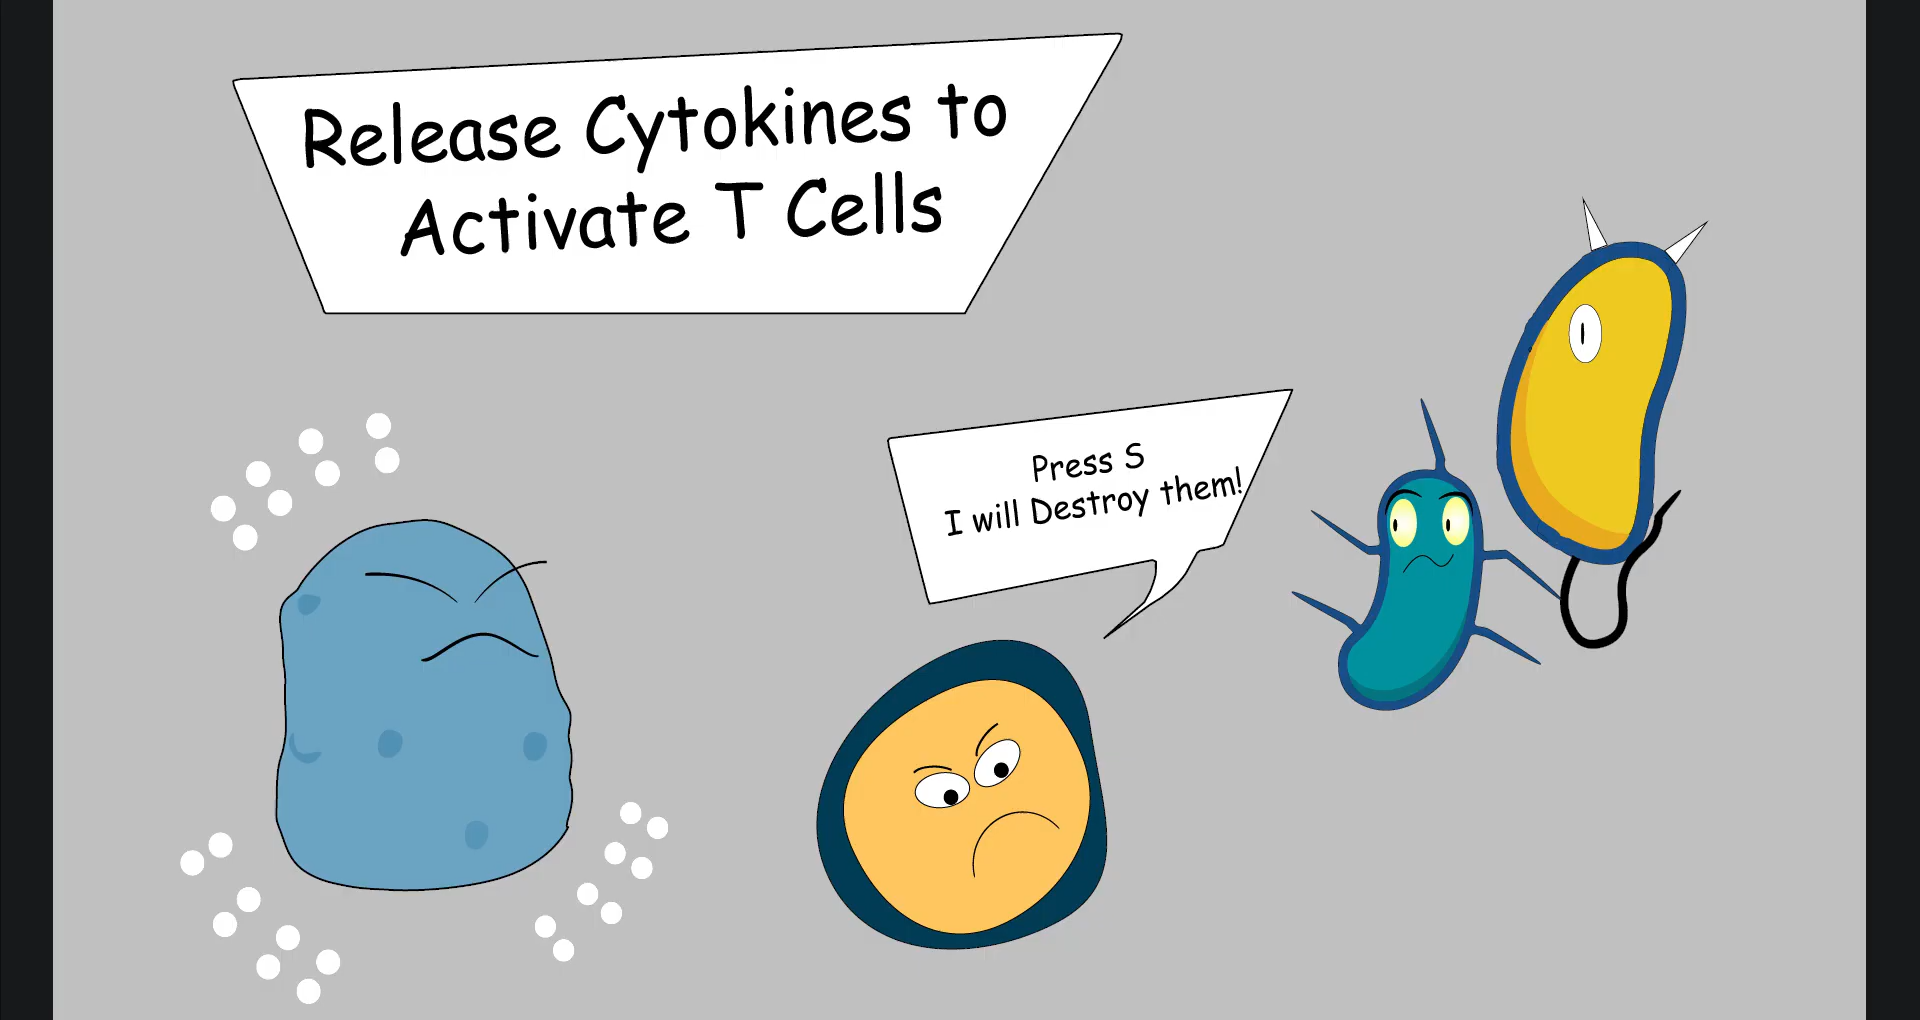 Release Cytokines to
Activate T Cells
Press S
I will Destroy them!